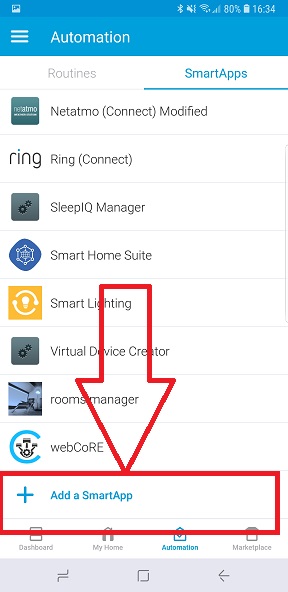 80% 16:34
Automation
Routines SmartApps
netatmo
Netatmo (Connect) Modified
ring
Ring (Connect)
SleepIQ Manager
Smart Home Suite
Smart Lighting
Virtual Device Creator
rooms manager
webCoRE
Add a SmartApp
Dashboard My Home Automation Marketplace